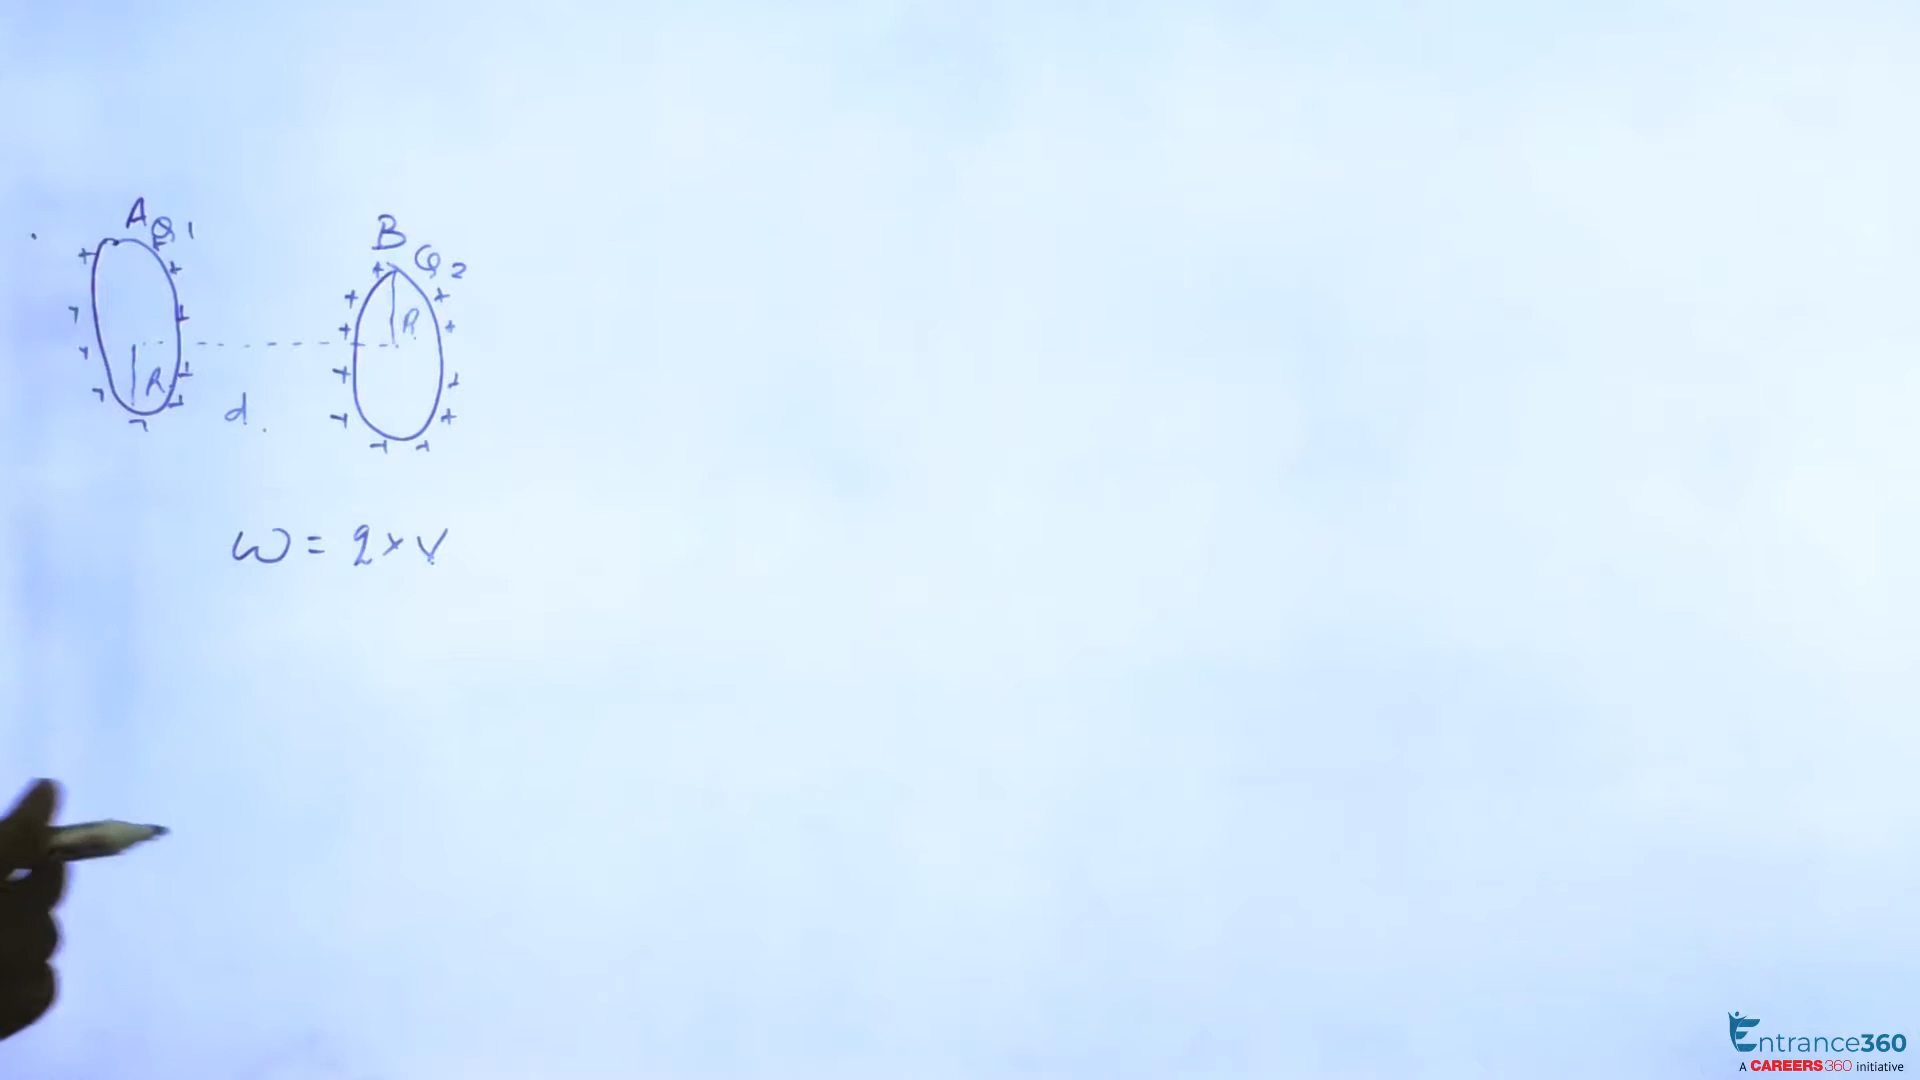 A Q1
B Q2
R
R
d.
W = q × V
Entrance360
A CAREERS360 initiative